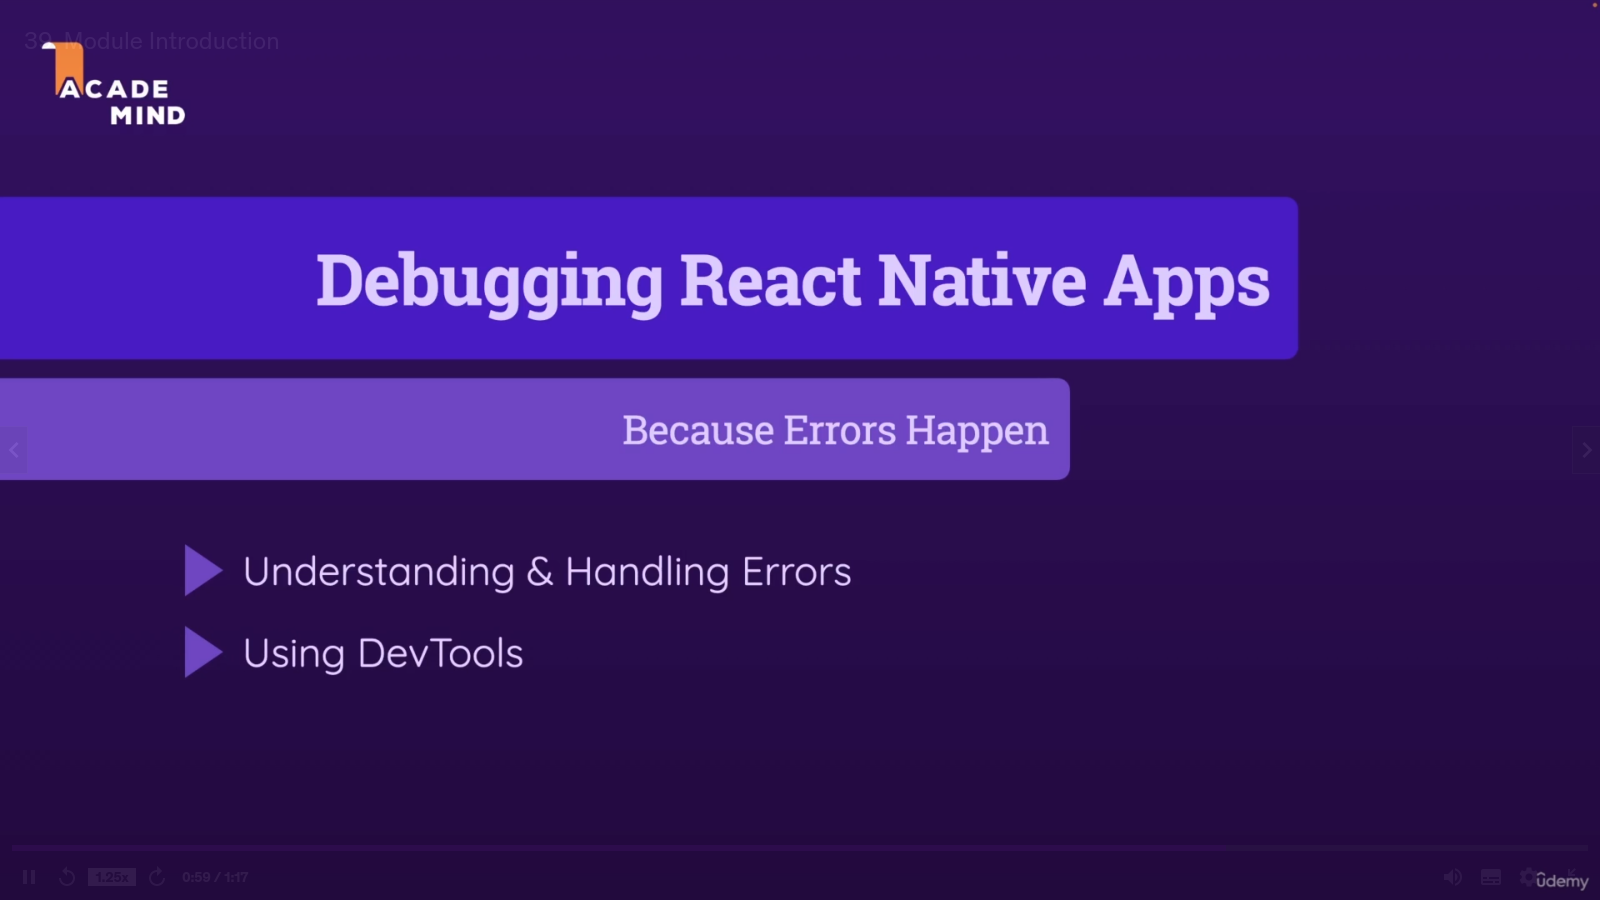 39. Module Introduction
ACADE
MIND
Debugging React Native Apps
Because Errors Happen
Understanding & Handling Errors
Using DevTools
1.25x
0:59 / 1:17
ûdemy